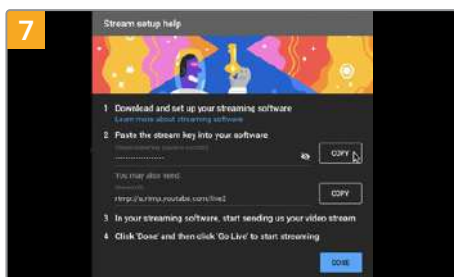 7
Stream setup help
1 Download and set up your streaming software
Learn more about streaming software
2 Paste the stream key into your software
COPY
You may also need
rtmp://a.rtmp.youtube.com/live2
COPY
3 In your streaming software, start sending us your video stream
4 Click 'Done' and then click 'Go Live' to start streaming
DONE